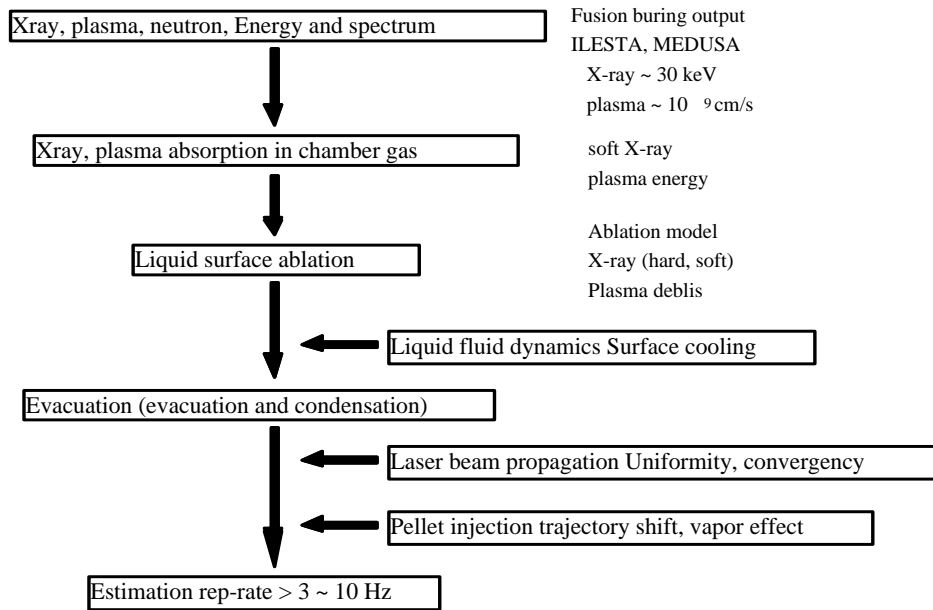 Xray, plasma, neutron, Energy and spectrum
Fusion buring output
ILESTA, MEDUSA
X-ray ~ 30 keV
plasma ~ 10 9 cm/s
Xray, plasma absorption in chamber gas
soft X-ray
plasma energy
Liquid surface ablation
Ablation model
X-ray (hard, soft)
Plasma deblis
Liquid fluid dynamics Surface cooling
Evacuation (evacuation and condensation)
Laser beam propagation Uniformity, convergency
Pellet injection trajectory shift, vapor effect
Estimation rep-rate > 3 ~ 10 Hz